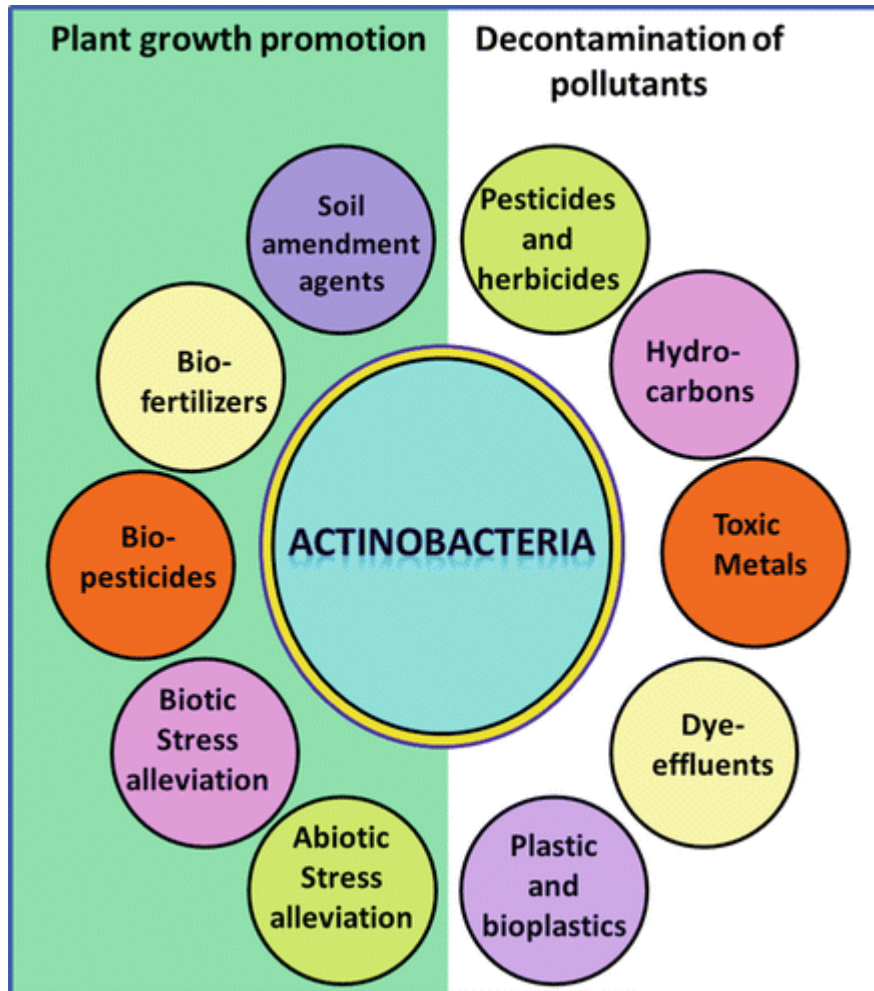 Plant growth promotion
Decontamination of
pollutants
Soil
amendment
agents
Bio-
fertilizers
Bio-
pesticides
Biotic
Stress
alleviation
Abiotic
Stress
alleviation
ACTINOBACTERIA
Pesticides
and
herbicides
Hydro-
carbons
Toxic
Metals
Dye-
effluents
Plastic
and
bioplastics